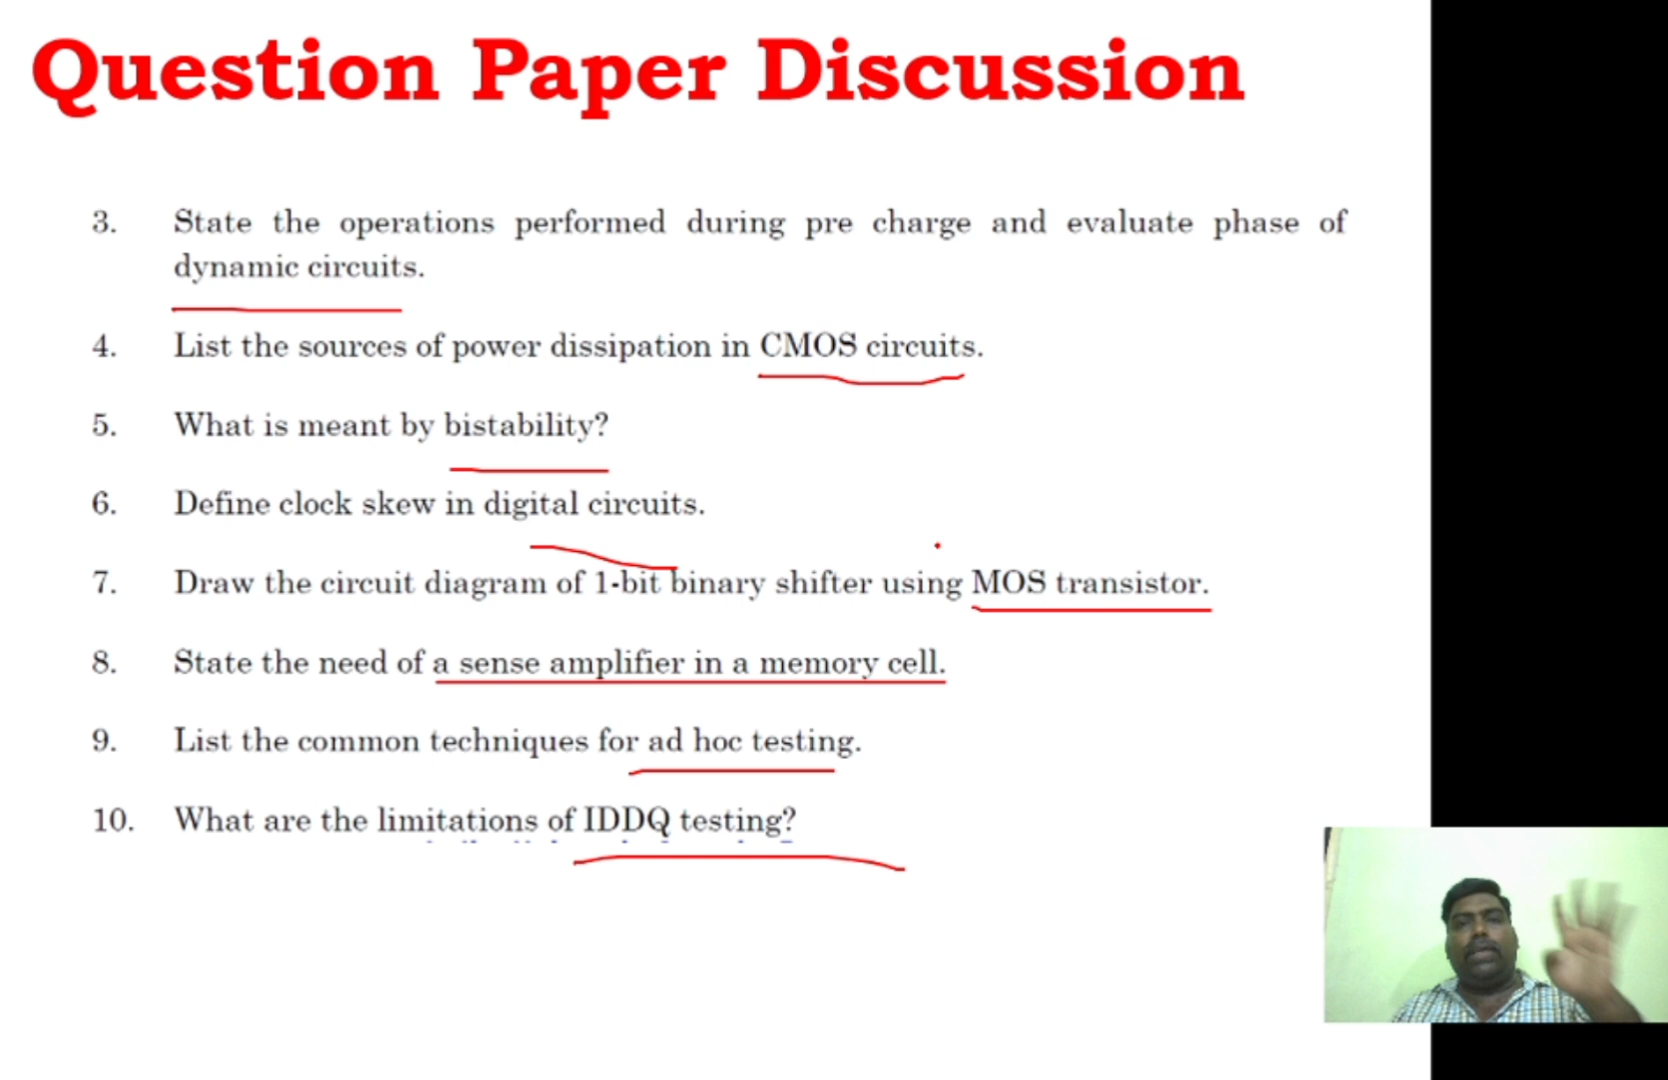 Question Paper Discussion
3. State the operations performed during pre charge and evaluate phase of
dynamic circuits.
4. List the sources of power dissipation in CMOS circuits.
5. What is meant by bistability?
6. Define clock skew in digital circuits.
7. Draw the circuit diagram of 1-bit binary shifter using MOS transistor.
8. State the need of a sense amplifier in a memory cell.
9. List the common techniques for ad hoc testing.
10. What are the limitations of IDDQ testing?